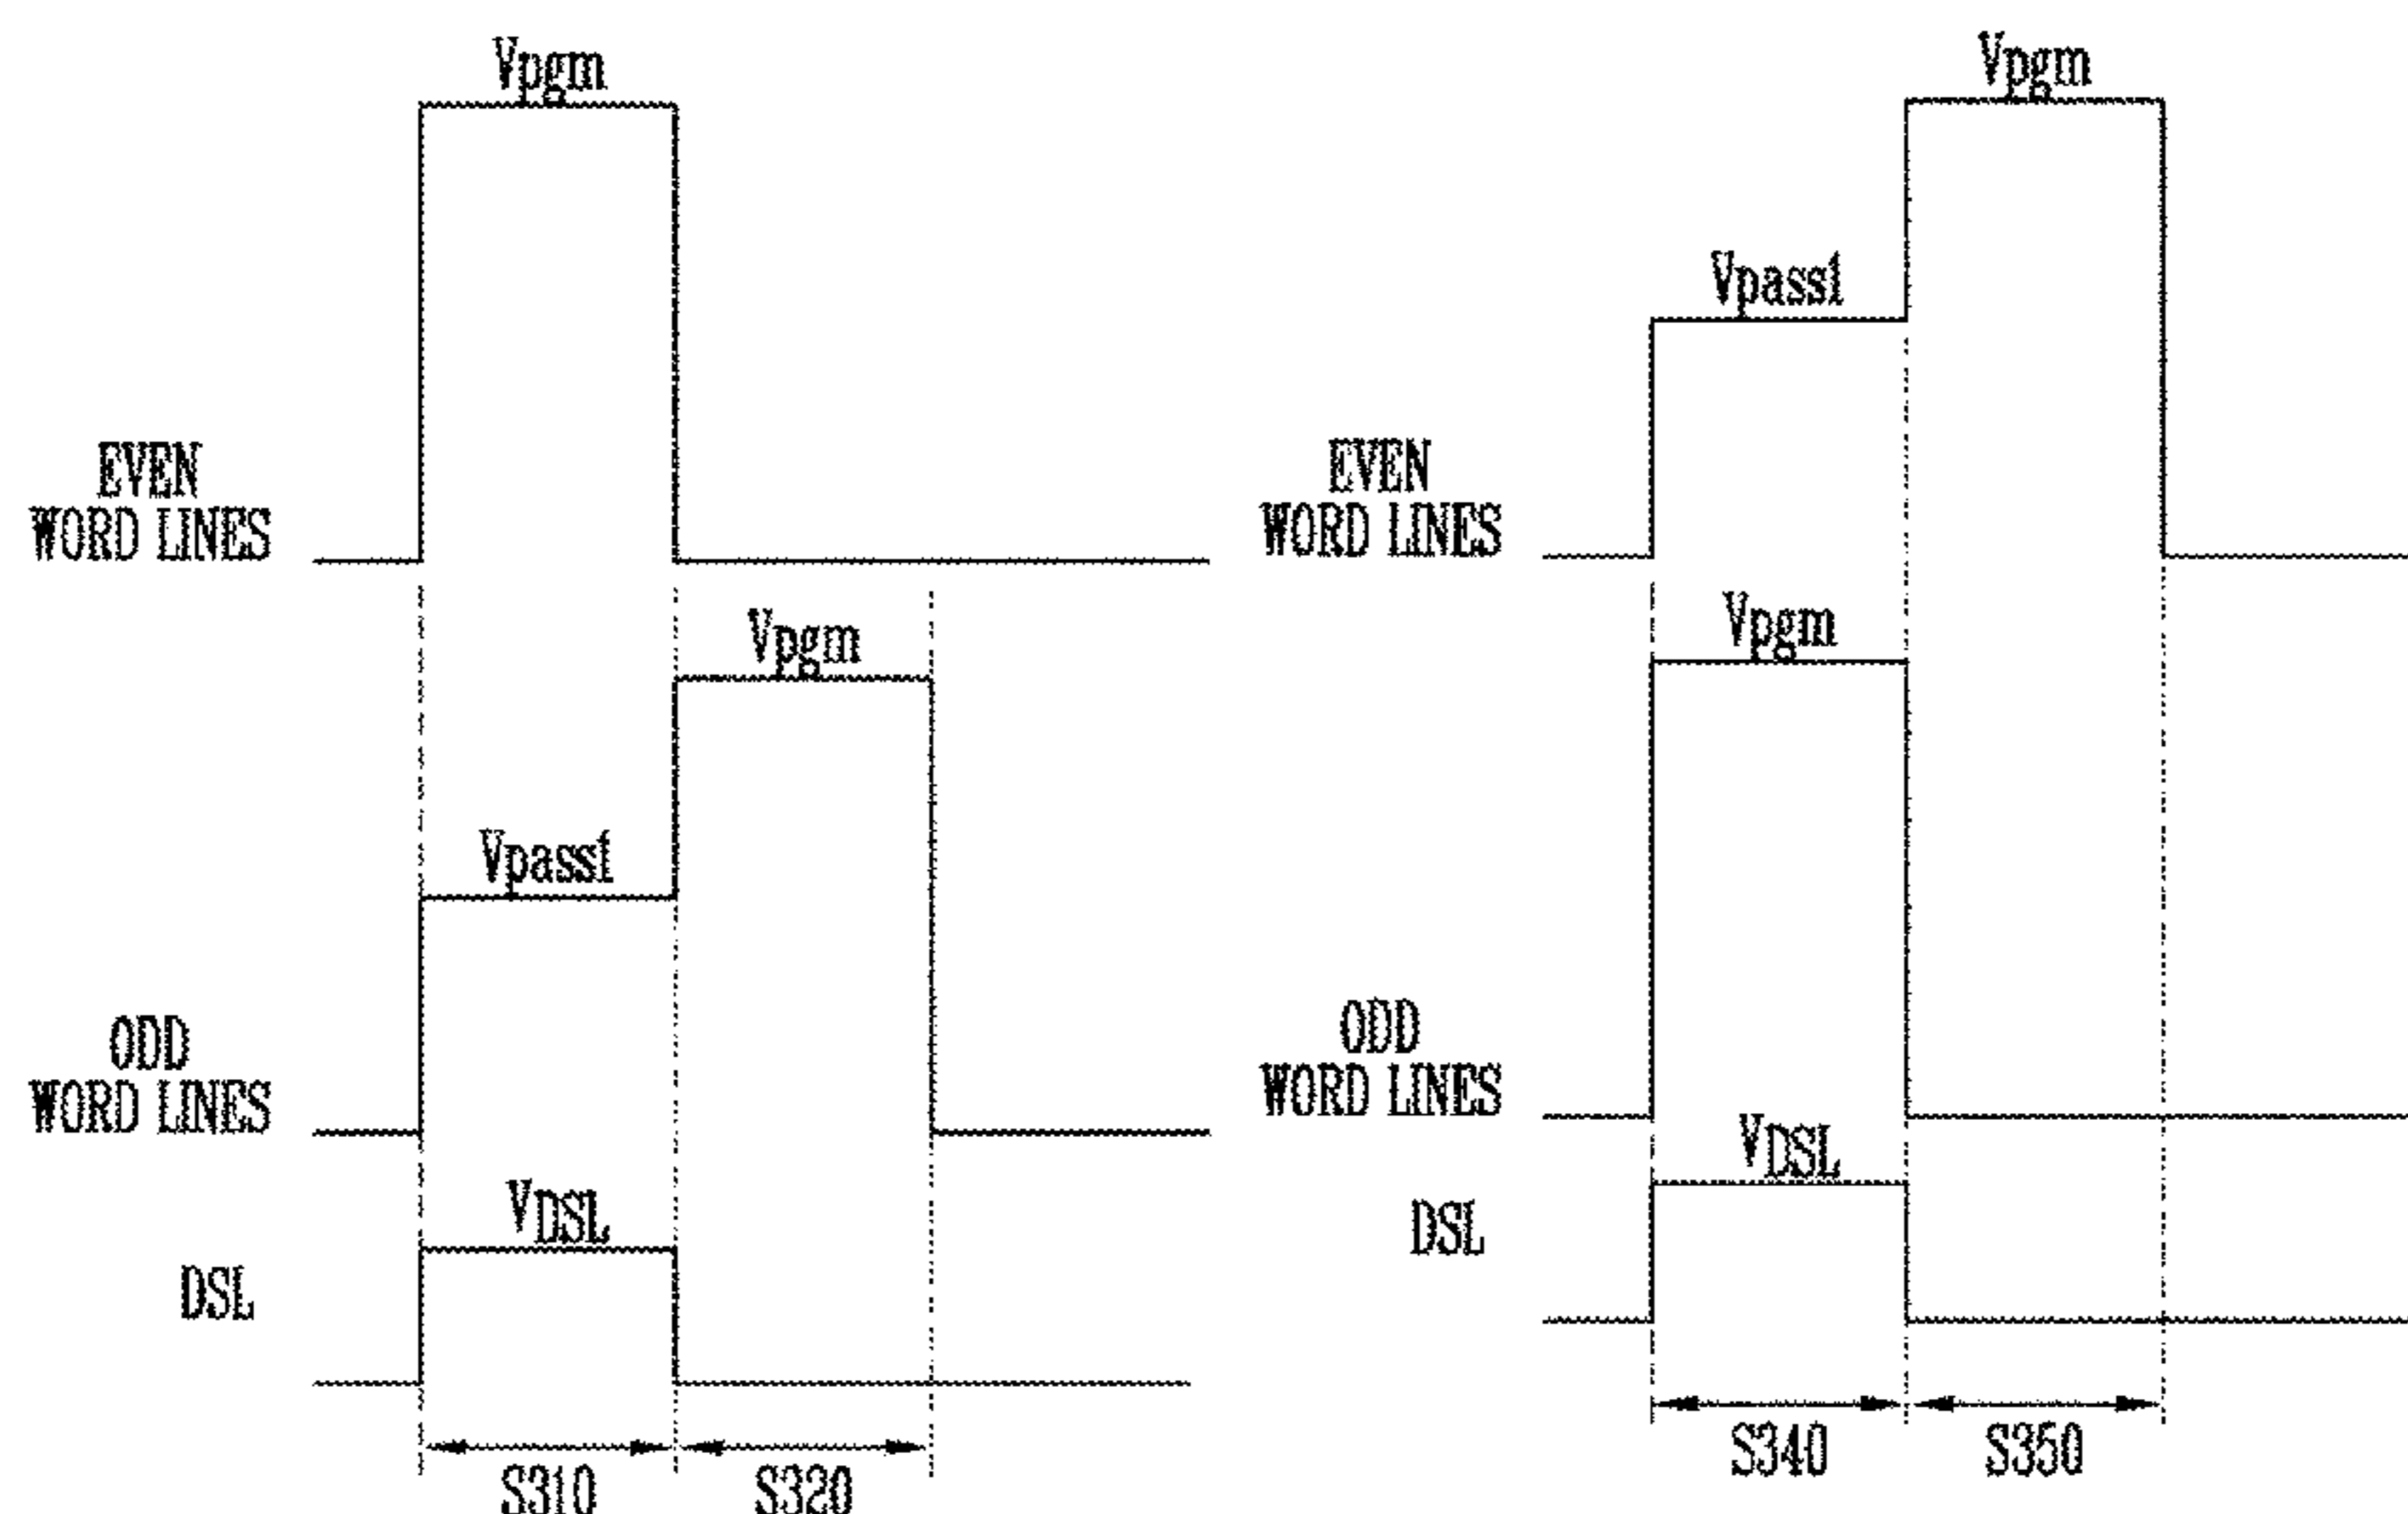 Vpgm
EVEN
WORD LINES
Vpgm
Vpass1
ODD
WORD LINES
VDSL
DSL
S310
S320
Vpgm
Vpass1
EVEN
WORD LINES
Vpgm
ODD
WORD LINES
VDSL
DSL
S340
S350